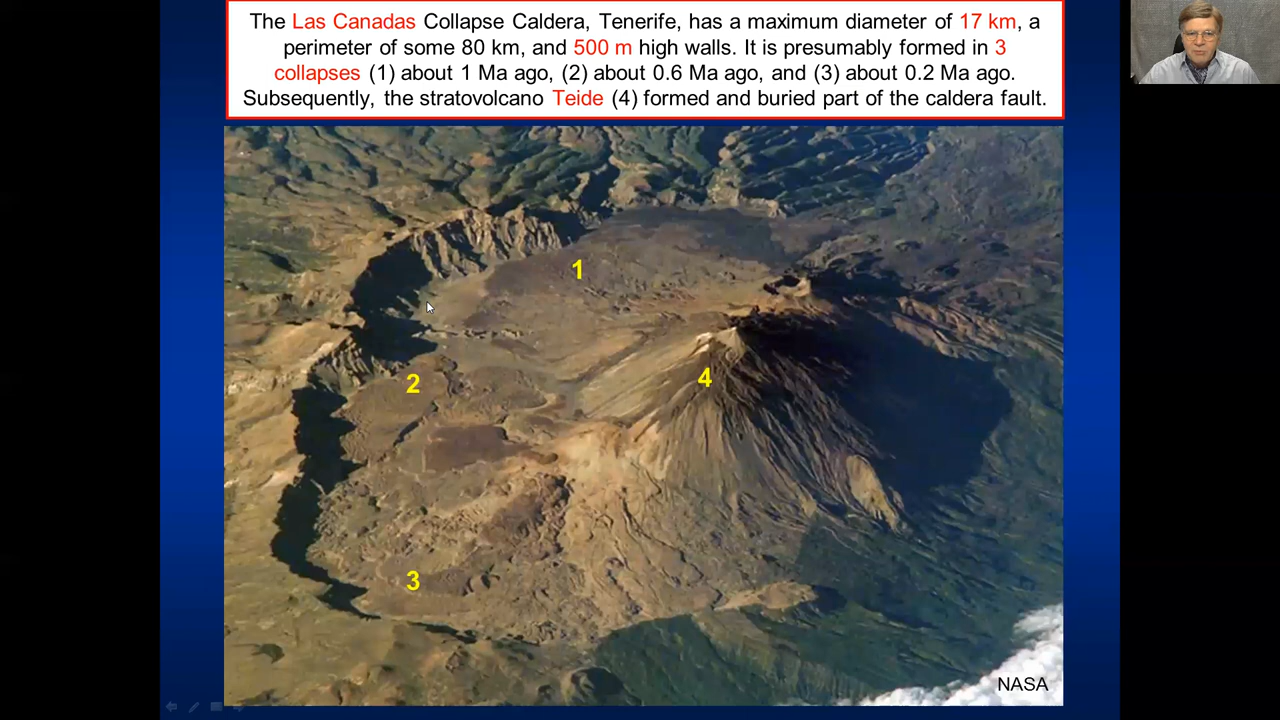 The Las Canadas Collapse Caldera, Tenerife, has a maximum diameter of 17 km, a
perimeter of some 80 km, and 500 m high walls. It is presumably formed in 3
collapses (1) about 1 Ma ago, (2) about 0.6 Ma ago, and (3) about 0.2 Ma ago.
Subsequently, the stratovolcano Teide (4) formed and buried part of the caldera fault.
1
2
4
3
NASA